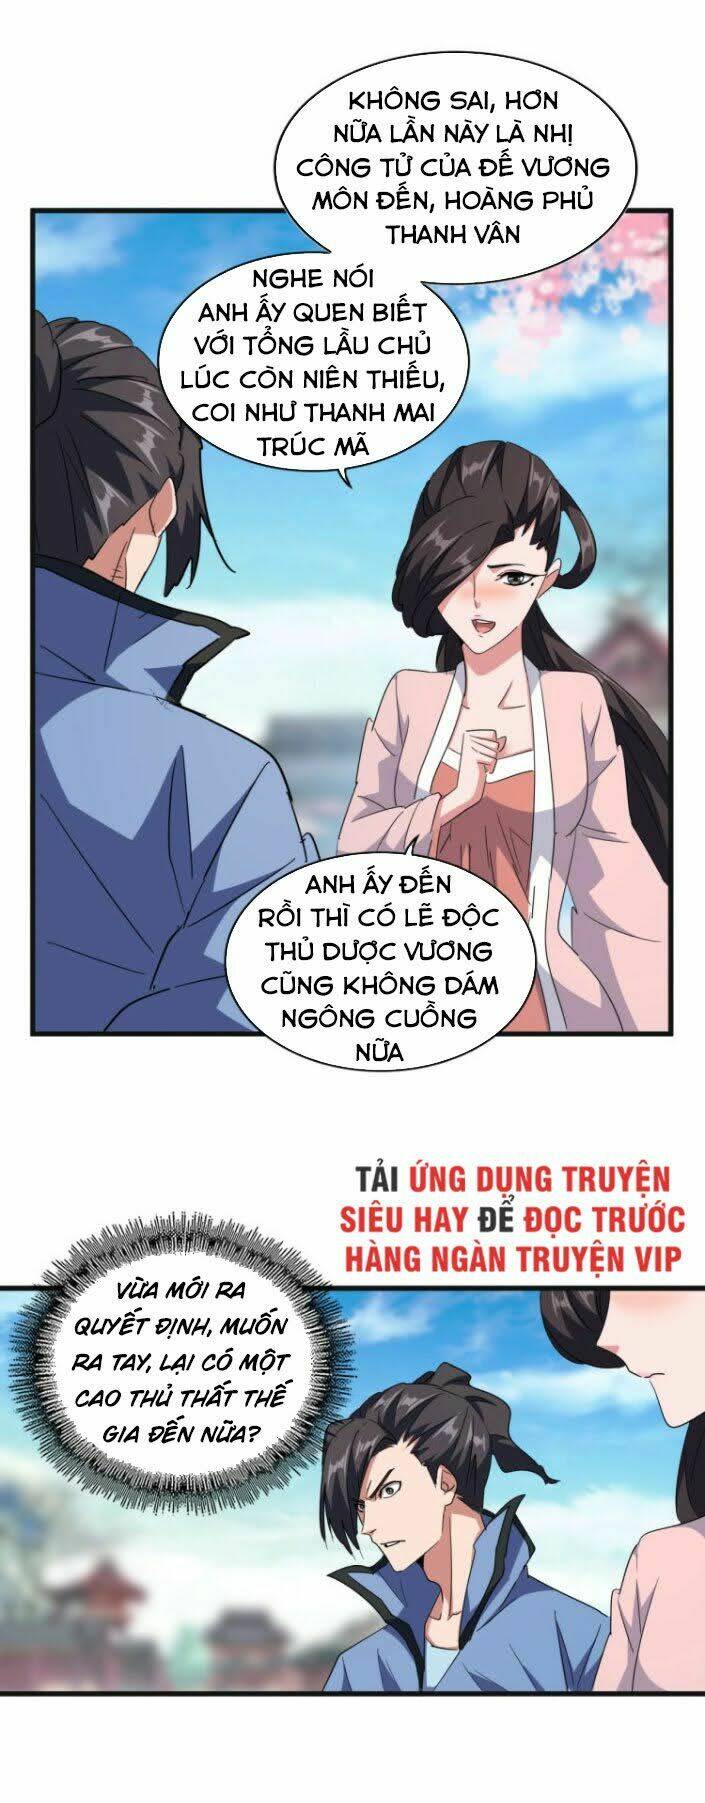 KHÔNG SAI, HƠN
NỮA LẦN NÀY LÀ NHỊ
CÔNG TỬ CỦA ĐẾ VƯƠNG
MÔN ĐẾN, HOÀNG PHỦ
THANH VÂN
NGHE NÓI
ANH ẤY QUEN BIẾT
VỚI TỔNG LẦU CHỦ
LÚC CÒN NIÊN THIẾU,
COI NHƯ THANH MAI
TRÚC MÃ
ANH ẤY ĐẾN
RỒI THÌ CÓ LẼ ĐỘC
THỦ DƯỢC VƯƠNG
CŨNG KHÔNG DÁM
NGÔNG CUỒNG
NỮA
TẢI ỨNG DỤNG TRUYỆN
SIÊU HAY ĐỂ ĐỌC TRƯỚC
HÀNG NGÀN TRUYỆN VIP
VỪA MỚI RA
QUYẾT ĐỊNH, MUỐN
RA TAY, LẠI CÓ MỘT
CAO THỦ THẤT THẾ
GIA ĐẾN NỮA?